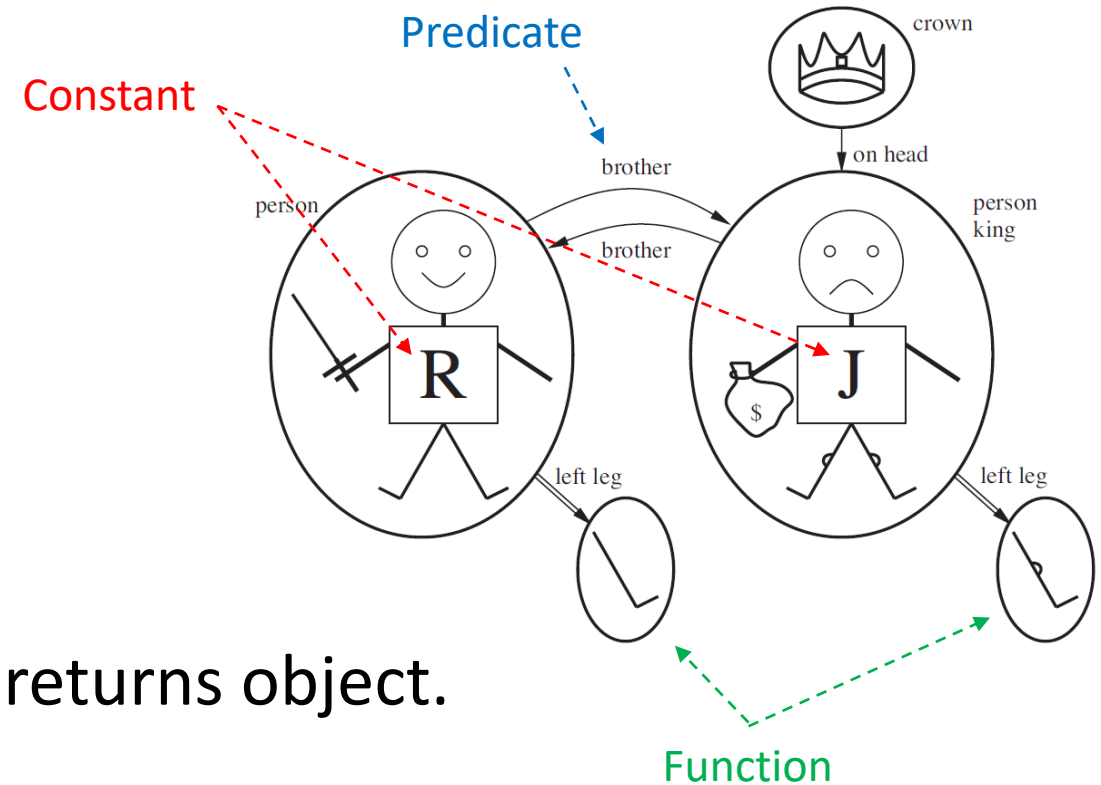 Predicate
crown
Constant
on head
brother
person
person
king
brother
R
J
$
left leg
left leg
returns object.
Function